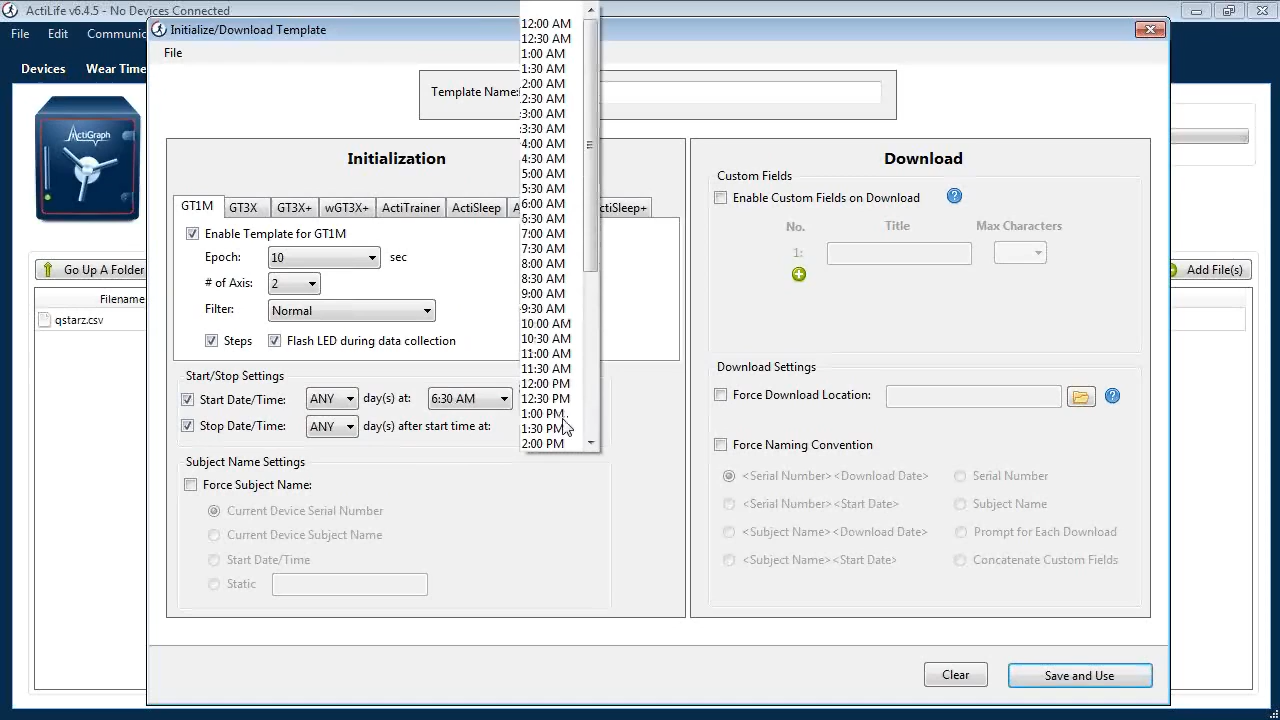 ActiLife v6.4.5 - No Devices Connected
File Edit Communi
Devices Wear Time
Initialize/Download Template
File
Template Name:
ActiGraph
Go Up A Folder
Filename
qstarz.csv
Add File(s)
Initialization
GT1M GT3X GT3X+ wGT3X+ ActiTrainer ActiSleep A ctiSleep+
Enable Template for GT1M
Epoch: 10 sec
# of Axis: 2
Filter: Normal
Steps Flash LED during data collection
Start/Stop Settings
Start Date/Time: ANY day(s) at: 6:30 AM
Stop Date/Time: ANY day(s) after start time at:
Subject Name Settings
Force Subject Name:
Current Device Serial Number
Current Device Subject Name
Start Date/Time
Static
12:00 AM
12:30 AM
1:00 AM
1:30 AM
2:00 AM
2:30 AM
3:00 AM
3:30 AM
4:00 AM
4:30 AM
5:00 AM
5:30 AM
6:00 AM
6:30 AM
7:00 AM
7:30 AM
8:00 AM
8:30 AM
9:00 AM
9:30 AM
10:00 AM
10:30 AM
11:00 AM
11:30 AM
12:00 PM
12:30 PM
1:00 PM
1:30 PM
2:00 PM
Download
Custom Fields
Enable Custom Fields on Download
No. Title Max Characters
1:
Download Settings
Force Download Location:
Force Naming Convention
<Serial Number><Download Date> Serial Number
<Serial Number><Start Date> Subject Name
<Subject Name><Download Date> Prompt for Each Download
<Subject Name><Start Date> Concatenate Custom Fields
Clear Save and Use